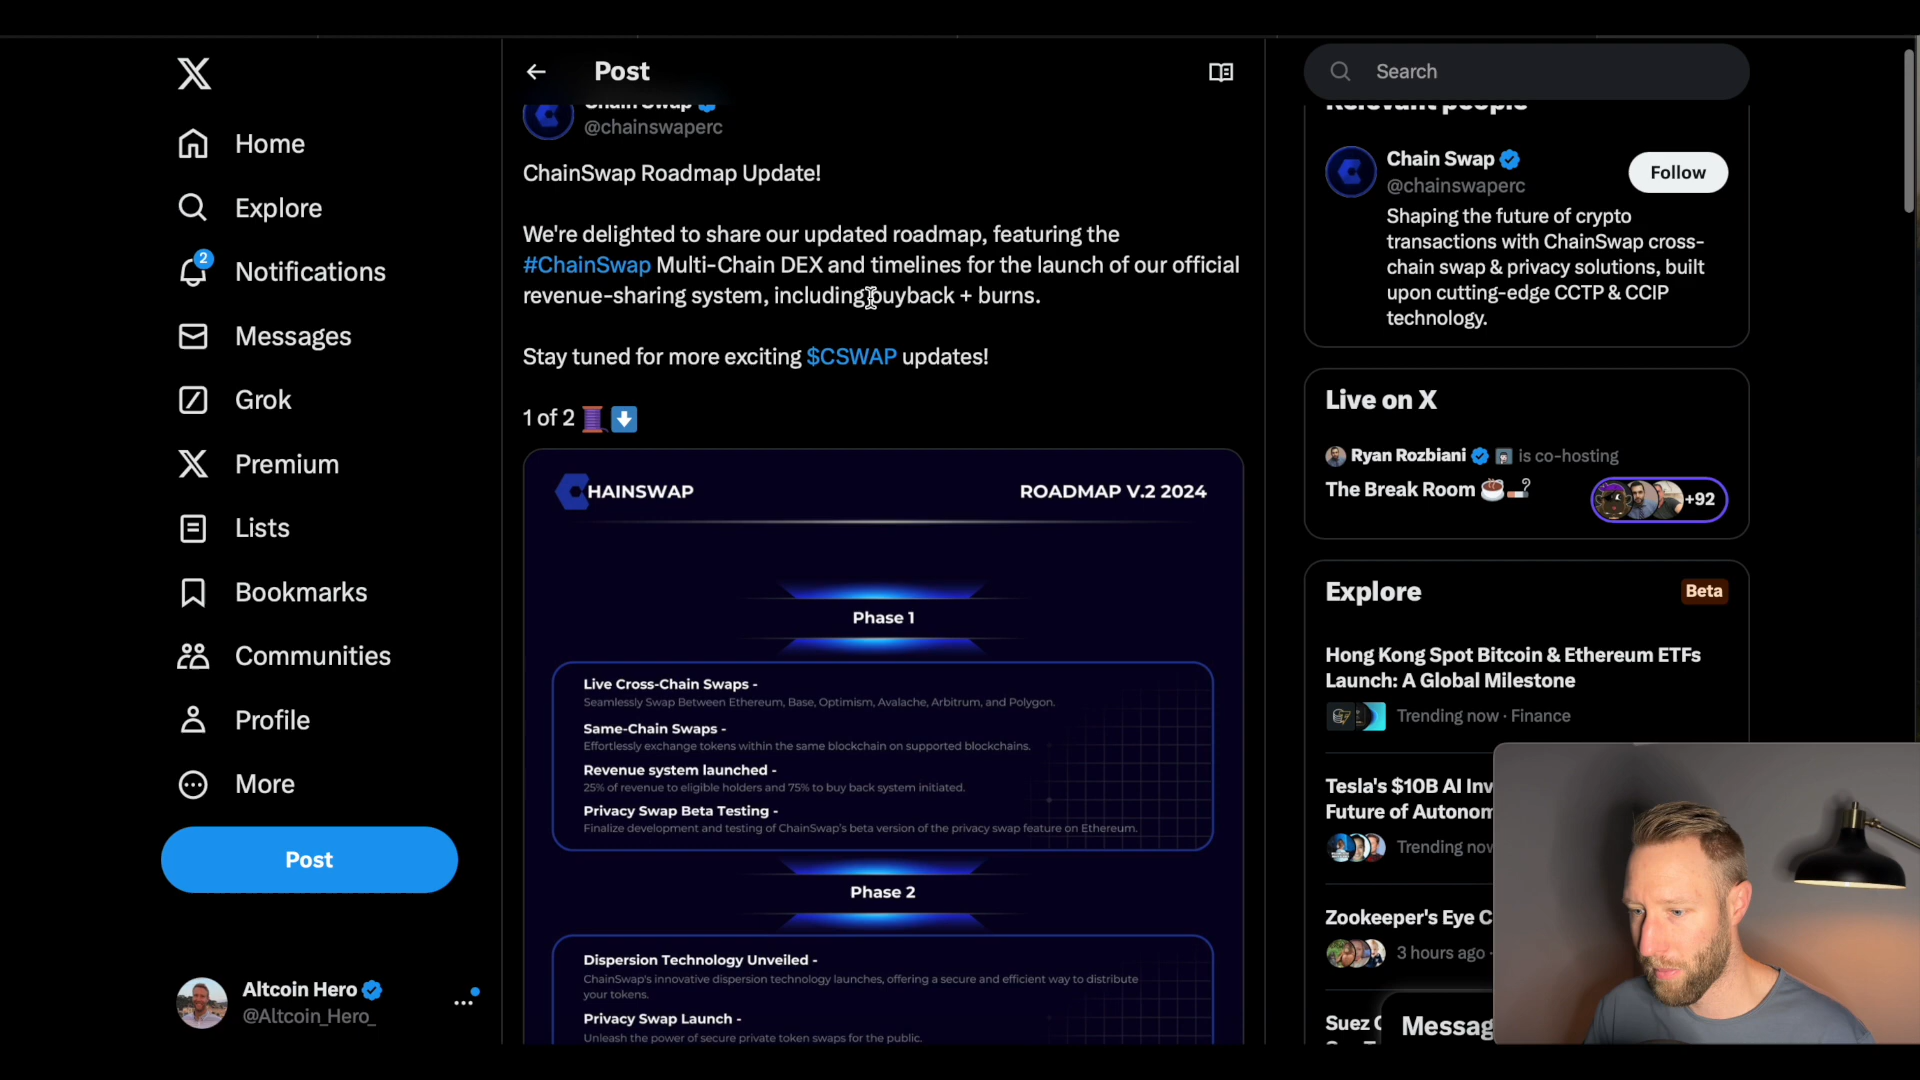 Home
Explore
2
Notifications
Messages
Grok
Premium
Lists
Bookmarks
Communities
Profile
More
Post
Altcoin Hero
@Altcoin_Hero_
Post
Chain Swap
@chainswaperc
ChainSwap Roadmap Update!
We're delighted to share our updated roadmap, featuring the
#ChainSwap Multi-Chain DEX and timelines for the launch of our official
revenue-sharing system, including buyback + burns.
Stay tuned for more exciting $CSWAP updates!
1 of 2
HAINSWAP
ROADMAP V.2 2024
Phase 1
Live Cross-Chain Swaps -
Seamlessly Swap Between Ethereum, Base, Optimism, Avalache, Arbitrum, and Polygon.
Same-Chain Swaps -
Effortlessly exchange tokens within the same blockchain on supported blockchains.
Revenue system launched -
25% of revenue to eligible holders and 75% to buy back system initiated.
Privacy Swap Beta Testing -
Finalize development and testing of ChainSwap's beta version of the privacy swap feature on Ethereum.
Phase 2
Dispersion Technology Unveiled -
ChainSwap's innovative dispersion technology launches, offering a secure and efficient way to distribute
your tokens.
Privacy Swap Launch -
Unleash the power of secure private token swaps for the public.
Search
Relevant people
Chain Swap
@chainswaperc
Follow
Shaping the future of crypto
transactions with ChainSwap cross-
chain swap & privacy solutions, built
upon cutting-edge CCTP & CCIP
technology.
Live on X
Ryan Rozbiani is co-hosting
The Break Room
+92
Explore
Beta
Hong Kong Spot Bitcoin & Ethereum ETFs
Launch: A Global Milestone
Trending now · Finance
Tesla's $10B AI Inv
Future of Autonom
Trending now
Zookeeper's Eye C
3 hours ago ·
Suez C
Messag